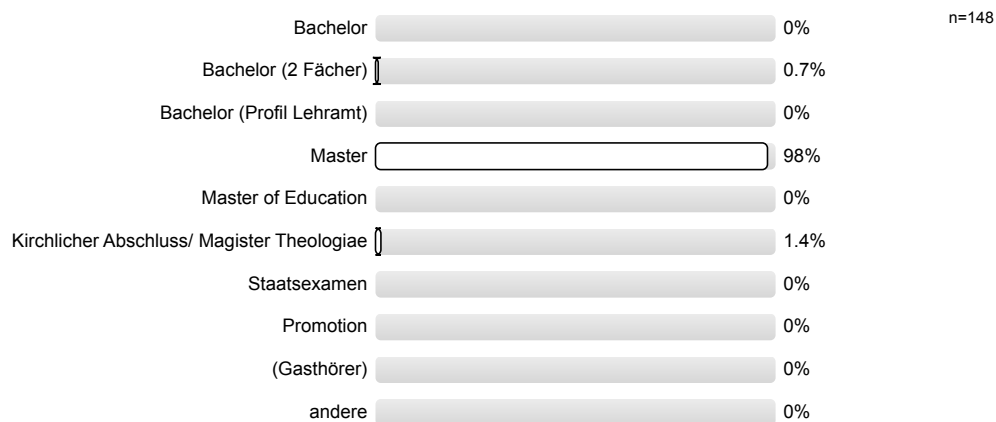 Bachelor 0% n=148
Bachelor (2 Fächer) 0.7%
Bachelor (Profil Lehramt) 0%
Master 98%
Master of Education 0%
Kirchlicher Abschluss/ Magister Theologiae 1.4%
Staatsexamen 0%
Promotion 0%
(Gasthörer) 0%
andere 0%